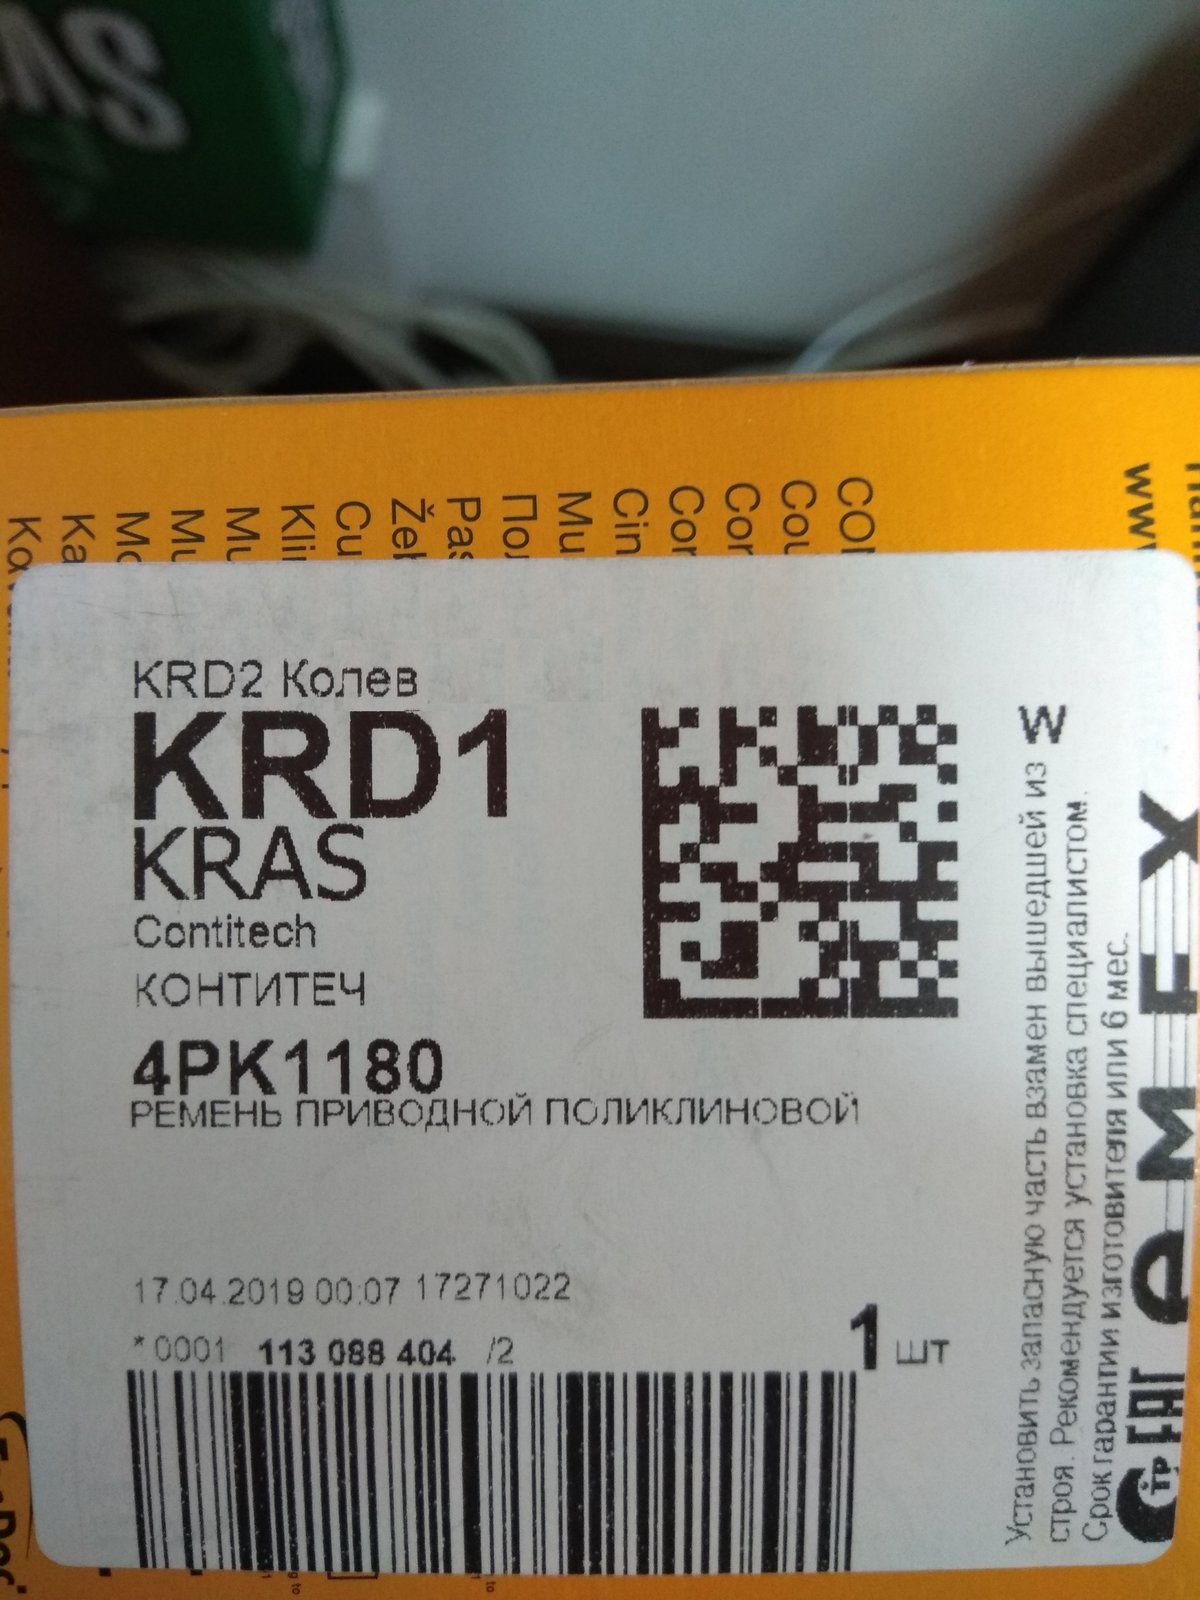 KRD2 Колев
KRD1
KRAS
Contitech
КОНТИТЕЧ
4PK1180
РЕМЕНЬ ПРИВОДНОЙ ПОЛИКЛИНОВОЙ
17.04.2019 00:07 17271022
*0001 113 088 404 /2
1 шт
W
Установить запасную часть взамен вышедшей из
строя. Рекомендуется установка специалистом.
Срок гарантии изготовителя или 6 мес.
EMEX
ЕАС
ТР